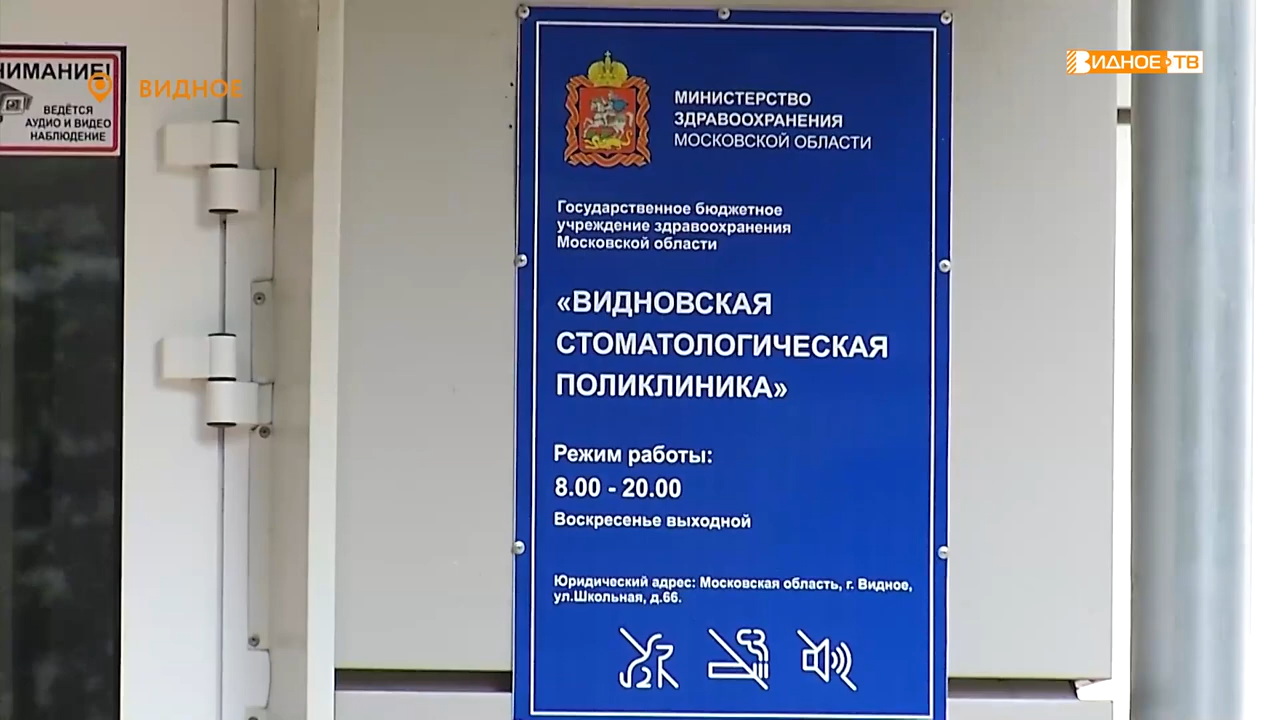 НИМАНИЕ!
ВЕДЁТСЯ
АУДИО И ВИДЕО
НАБЛЮДЕНИЕ
ВИДНОЕ
ВИДНОЕ ТВ
МИНИСТЕРСТВО
ЗДРАВООХРАНЕНИЯ
МОСКОВСКОЙ ОБЛАСТИ
Государственное бюджетное
учреждение здравоохранения
Московской области
«ВИДНОВСКАЯ
СТОМАТОЛОГИЧЕСКАЯ
ПОЛИКЛИНИКА»
Режим работы:
8.00 - 20.00
Воскресенье выходной
Юридический адрес: Московская область, г. Видное,
ул.Школьная, д.66.